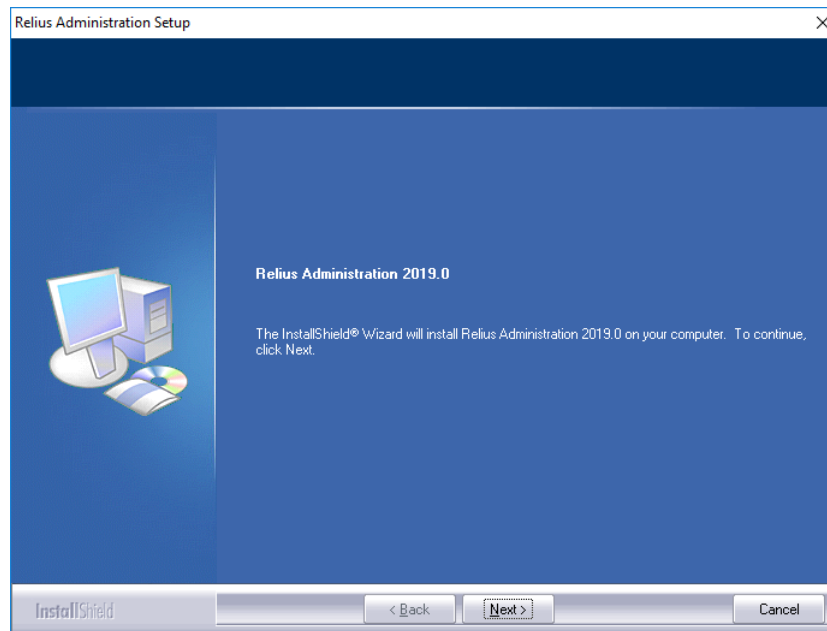 Relius Administration Setup
Relius Administration 2019.0
The InstallShield® Wizard will install Relius Administration 2019.0 on your computer. To continue,
click Next.
InstallShield
< Back
Next >
Cancel